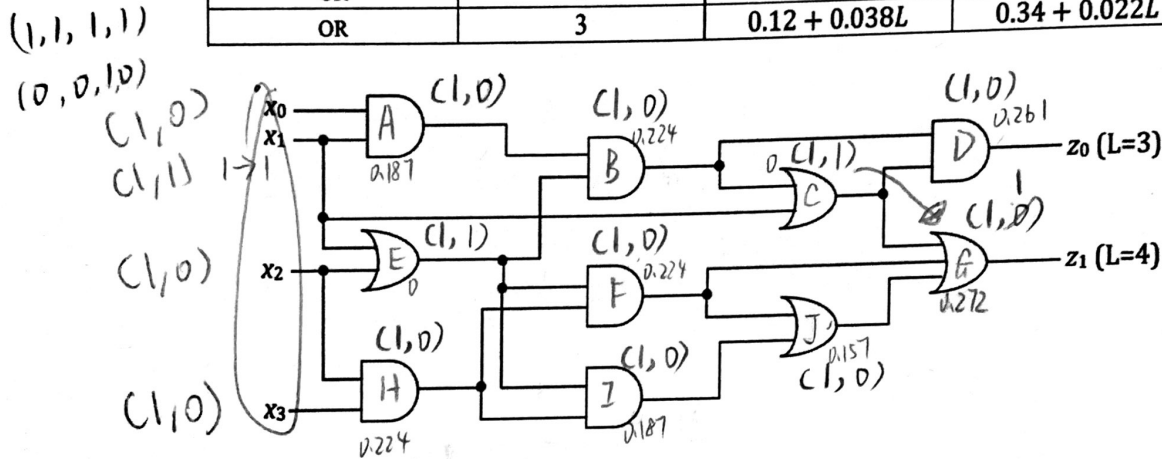 OR 3 0.12 + 0.038L 0.34 + 0.022L
(1,1,1,1)
(0,0,1,0)
(1,0)
x0
x1
A
(1,0)
0.187
(1,0)
B
0.224
(1,0)
D
0.261
z0 (L=3)
(1,1) 1→1
0 (1,1)
C
1
(1,0)
E
(1,1)
0
(1,0)
x2
(1,0)
F
0.224
G
0.272
z1 (L=4)
(1,0)
H
0.224
(1,0)
x3
(1,0)
I
0.187
J
0.157
(1,0)